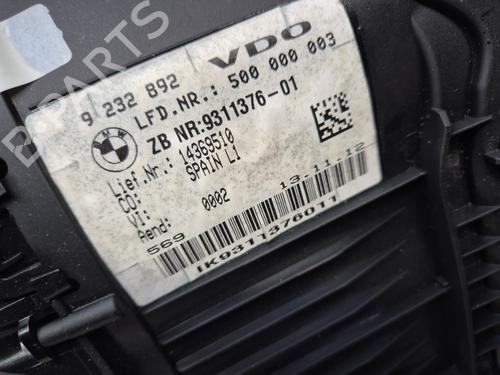 B-PARTS
VDO
9 232 892
LFD.NR.: 500 000 003
ZB NR:9311376-01
Lief.Nr.: 14369510
CO: SPAIN LI
VI:
Aend: 0002 13.11.12
569
IK9311376011